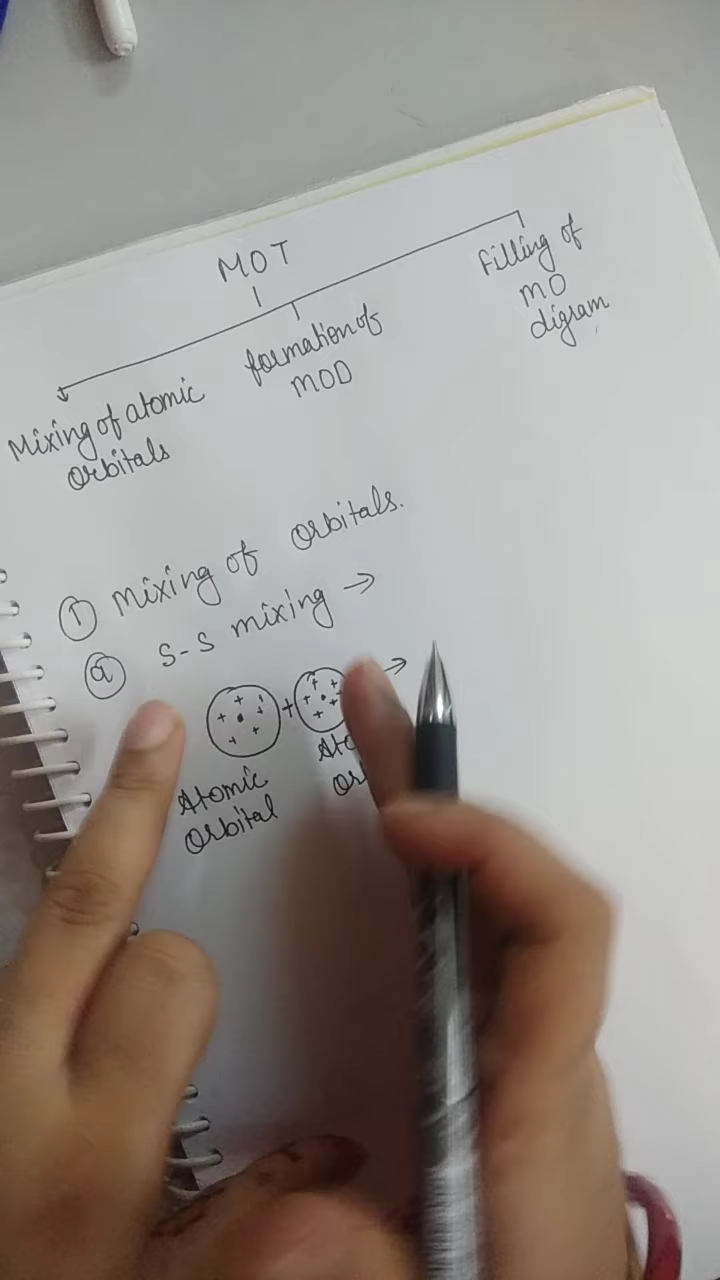 MOT
Mixing of atomic
orbitals
formation of
MOD
Filling of
MO
digram
① Mixing of orbitals.
ⓐ S-S mixing →
+ →
Atomic
orbital